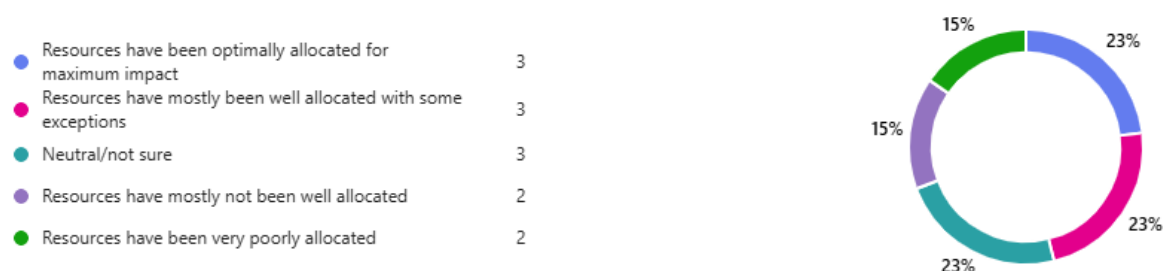 Resources have been optimally allocated for
maximum impact
3
Resources have mostly been well allocated with some
exceptions
3
Neutral/not sure
3
Resources have mostly not been well allocated
2
Resources have been very poorly allocated
2
15%
23%
15%
23%
23%